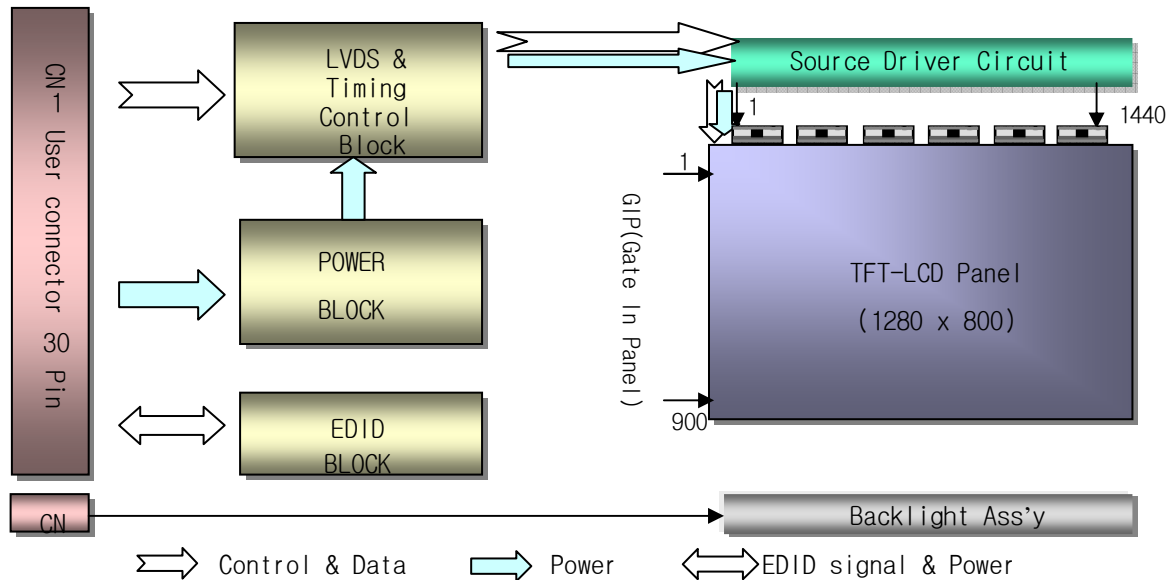 CN1 User connector 30 Pin
LVDS &
Timing
Control
Block
Source Driver Circuit
1
1440
POWER
BLOCK
1
GIP(Gate In Panel)
900
TFT-LCD Panel
(1280 x 800)
EDID
BLOCK
CN
Backlight Ass'y
Control & Data
Power
EDID signal & Power